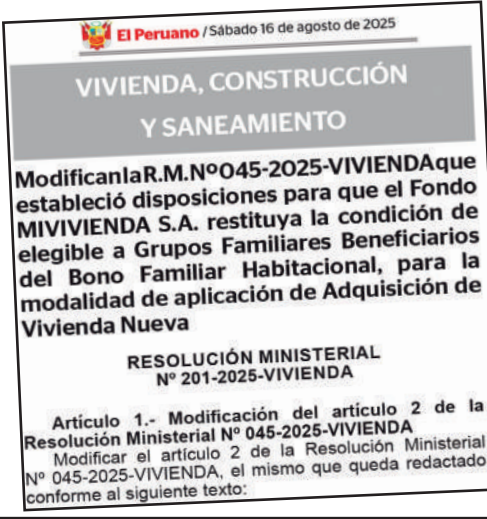 El Peruano / Sábado 16 de agosto de 2025
VIVIENDA, CONSTRUCCIÓN
Y SANEAMIENTO
ModificanlaR.M.Nº045-2025-VIVIENDAque
estableció disposiciones para que el Fondo
MIVIVIENDA S.A. restituya la condición de
elegible a Grupos Familiares Beneficiarios
del Bono Familiar Habitacional, para la
modalidad de aplicación de Adquisición de
Vivienda Nueva
RESOLUCIÓN MINISTERIAL
Nº 201-2025-VIVIENDA
Artículo 1.- Modificación del artículo 2 de la
Resolución Ministerial Nº 045-2025-VIVIENDA
Modificar el artículo 2 de la Resolución Ministerial
Nº 045-2025-VIVIENDA, el mismo que queda redactado
conforme al siguiente texto: